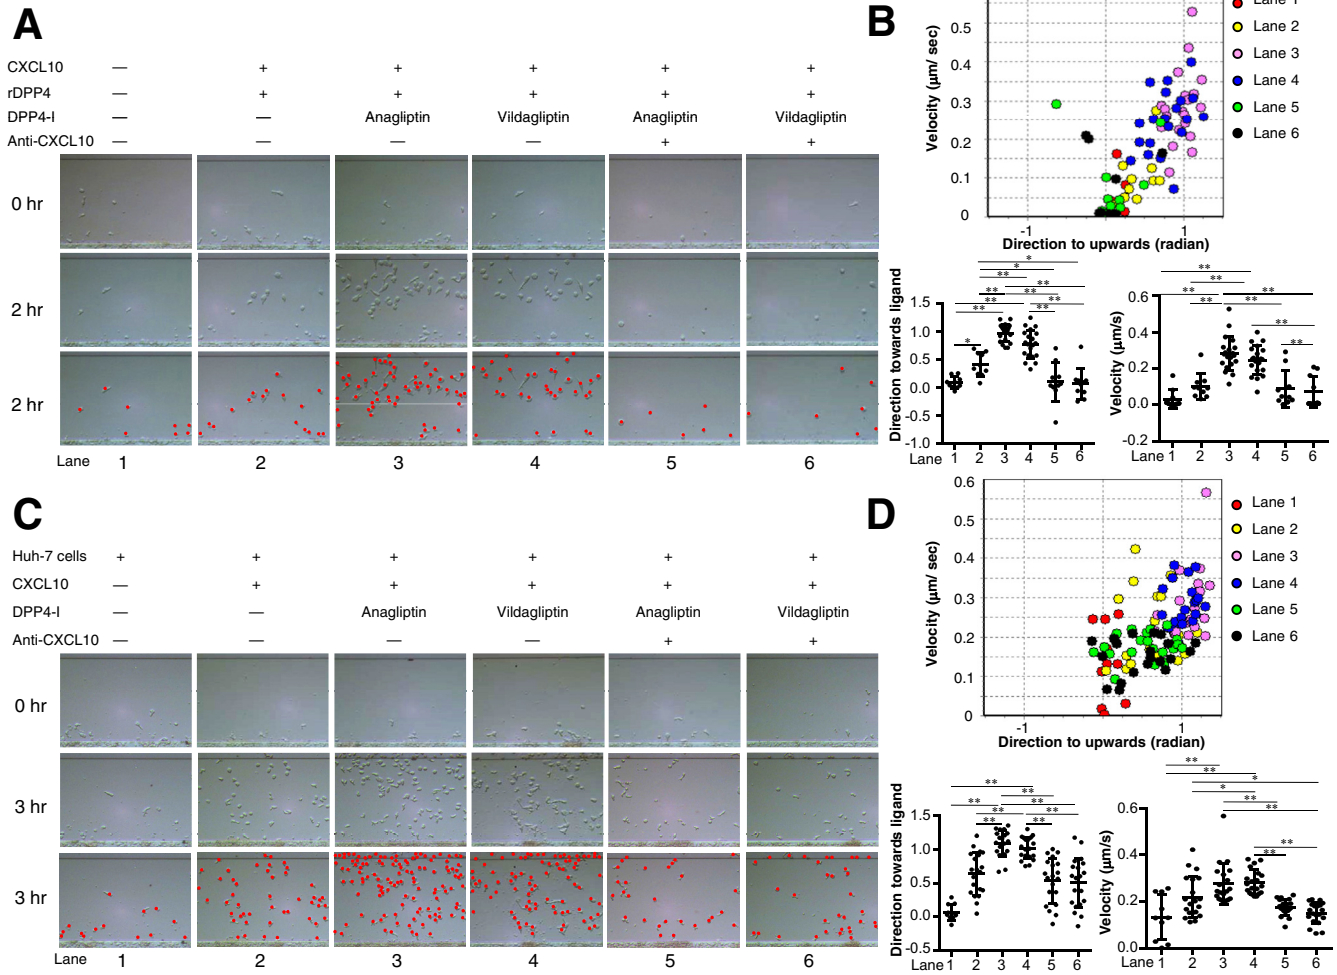 A
CXCL10 — + + + + +
rDPP4 — + + + + +
DPP4-I — — Anagliptin Vildagliptin Anagliptin Vildagliptin
Anti-CXCL10 — — — — + +
0 hr
2 hr
2 hr
Lane 1 2 3 4 5 6
B
Velocity (μm/ sec)
0.5
0.4
0.3
0.2
0.1
0
-1 1
Direction to upwards (radian)
Lane 1
Lane 2
Lane 3
Lane 4
Lane 5
Lane 6
Direction towards ligand
1.5
1.0
0.5
0.0
-0.5
-1.0
Lane 1 2 3 4 5 6
* * ** ** ** ** ** ** ** ** *
Velocity (μm/s)
0.6
0.4
0.2
0.0
-0.2
Lane 1 2 3 4 5 6
** ** ** ** ** ** ** **
C
Huh-7 cells + + + + + +
CXCL10 — + + + + +
DPP4-I — — Anagliptin Vildagliptin Anagliptin Vildagliptin
Anti-CXCL10 — — — — + +
0 hr
3 hr
3 hr
Lane 1 2 3 4 5 6
D
Velocity (μm/ sec)
0.6
0.5
0.4
0.3
0.2
0.1
0
-1 1
Direction to upwards (radian)
Lane 1
Lane 2
Lane 3
Lane 4
Lane 5
Lane 6
Direction towards ligand
1.5
1.0
0.5
0.0
-0.5
Lane 1 2 3 4 5 6
** ** ** ** ** ** ** **
Velocity (μm/s)
0.6
0.4
0.2
0.0
Lane 1 2 3 4 5 6
** ** * * ** ** ** **